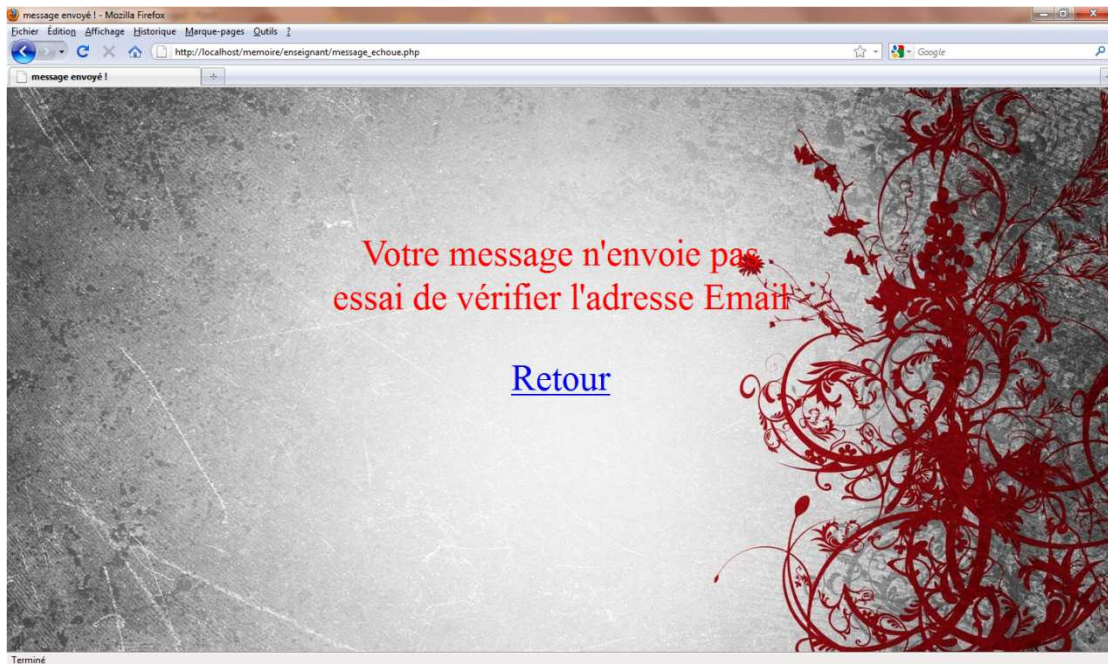 message envoyé ! - Mozilla Firefox
Eichier Édition Affichage Historique Marque-pages Outils ?
http://localhost/memoire/enseignant/message_echoue.php
Google
message envoyé !
Votre message n'envoie pas
essai de vérifier l'adresse Email
Retour
Terminé